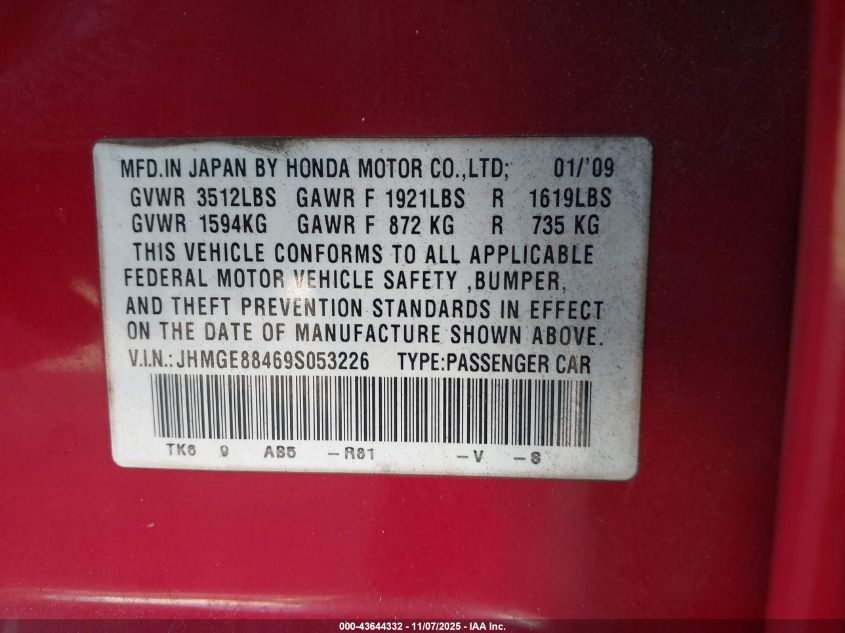 MFD.IN JAPAN BY HONDA MOTOR CO.,LTD; 01/'09
GVWR 3512LBS GAWR F 1921LBS R 1619LBS
GVWR 1594KG GAWR F 872 KG R 735 KG
THIS VEHICLE CONFORMS TO ALL APPLICABLE
FEDERAL MOTOR VEHICLE SAFETY ,BUMPER,
AND THEFT PREVENTION STANDARDS IN EFFECT
ON THE DATE OF MANUFACTURE SHOWN ABOVE.
V.I.N.: JHMGE88469S053226 TYPE:PASSENGER CAR
TK6 9 AB5 -R81 -V -S
000-43644332 - 11/07/2025 - IAA Inc.